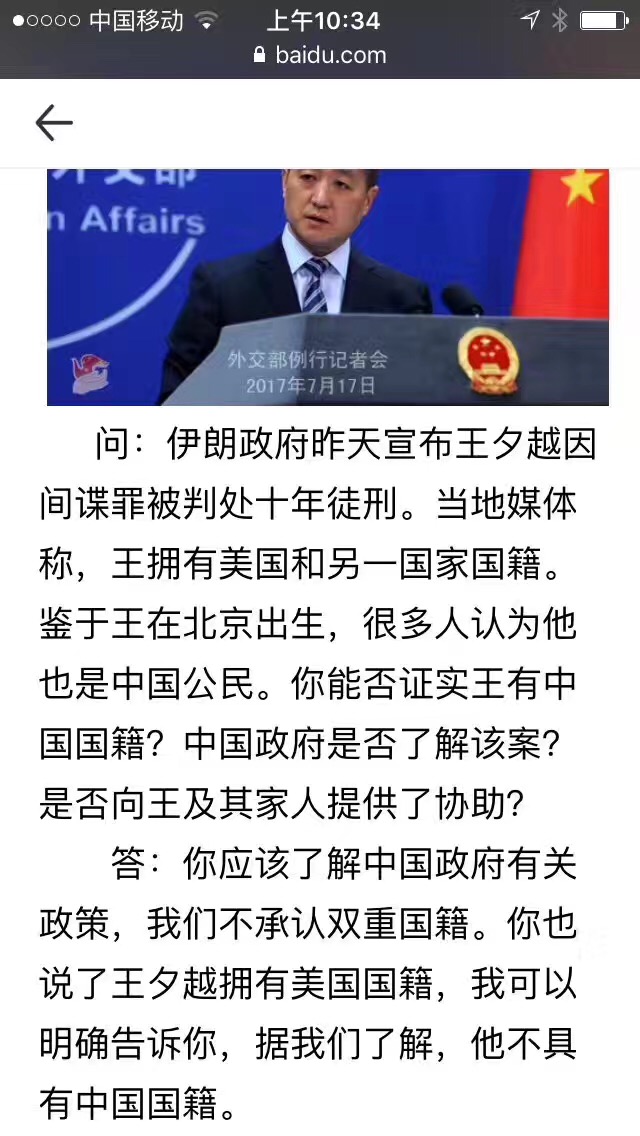 中国移动 上午10:34
baidu.com
n Affairs
外交部例行记者会
2017年7月17日
问：伊朗政府昨天宣布王夕越因
间谍罪被判处十年徒刑。当地媒体
称，王拥有美国和另一国家国籍。
鉴于王在北京出生，很多人认为他
也是中国公民。你能否证实王有中
国国籍？中国政府是否了解该案？
是否向王及其家人提供了协助？
答：你应该了解中国政府有关
政策，我们不承认双重国籍。你也
说了王夕越拥有美国国籍，我可以
明确告诉你，据我们了解，他不具
有中国国籍。